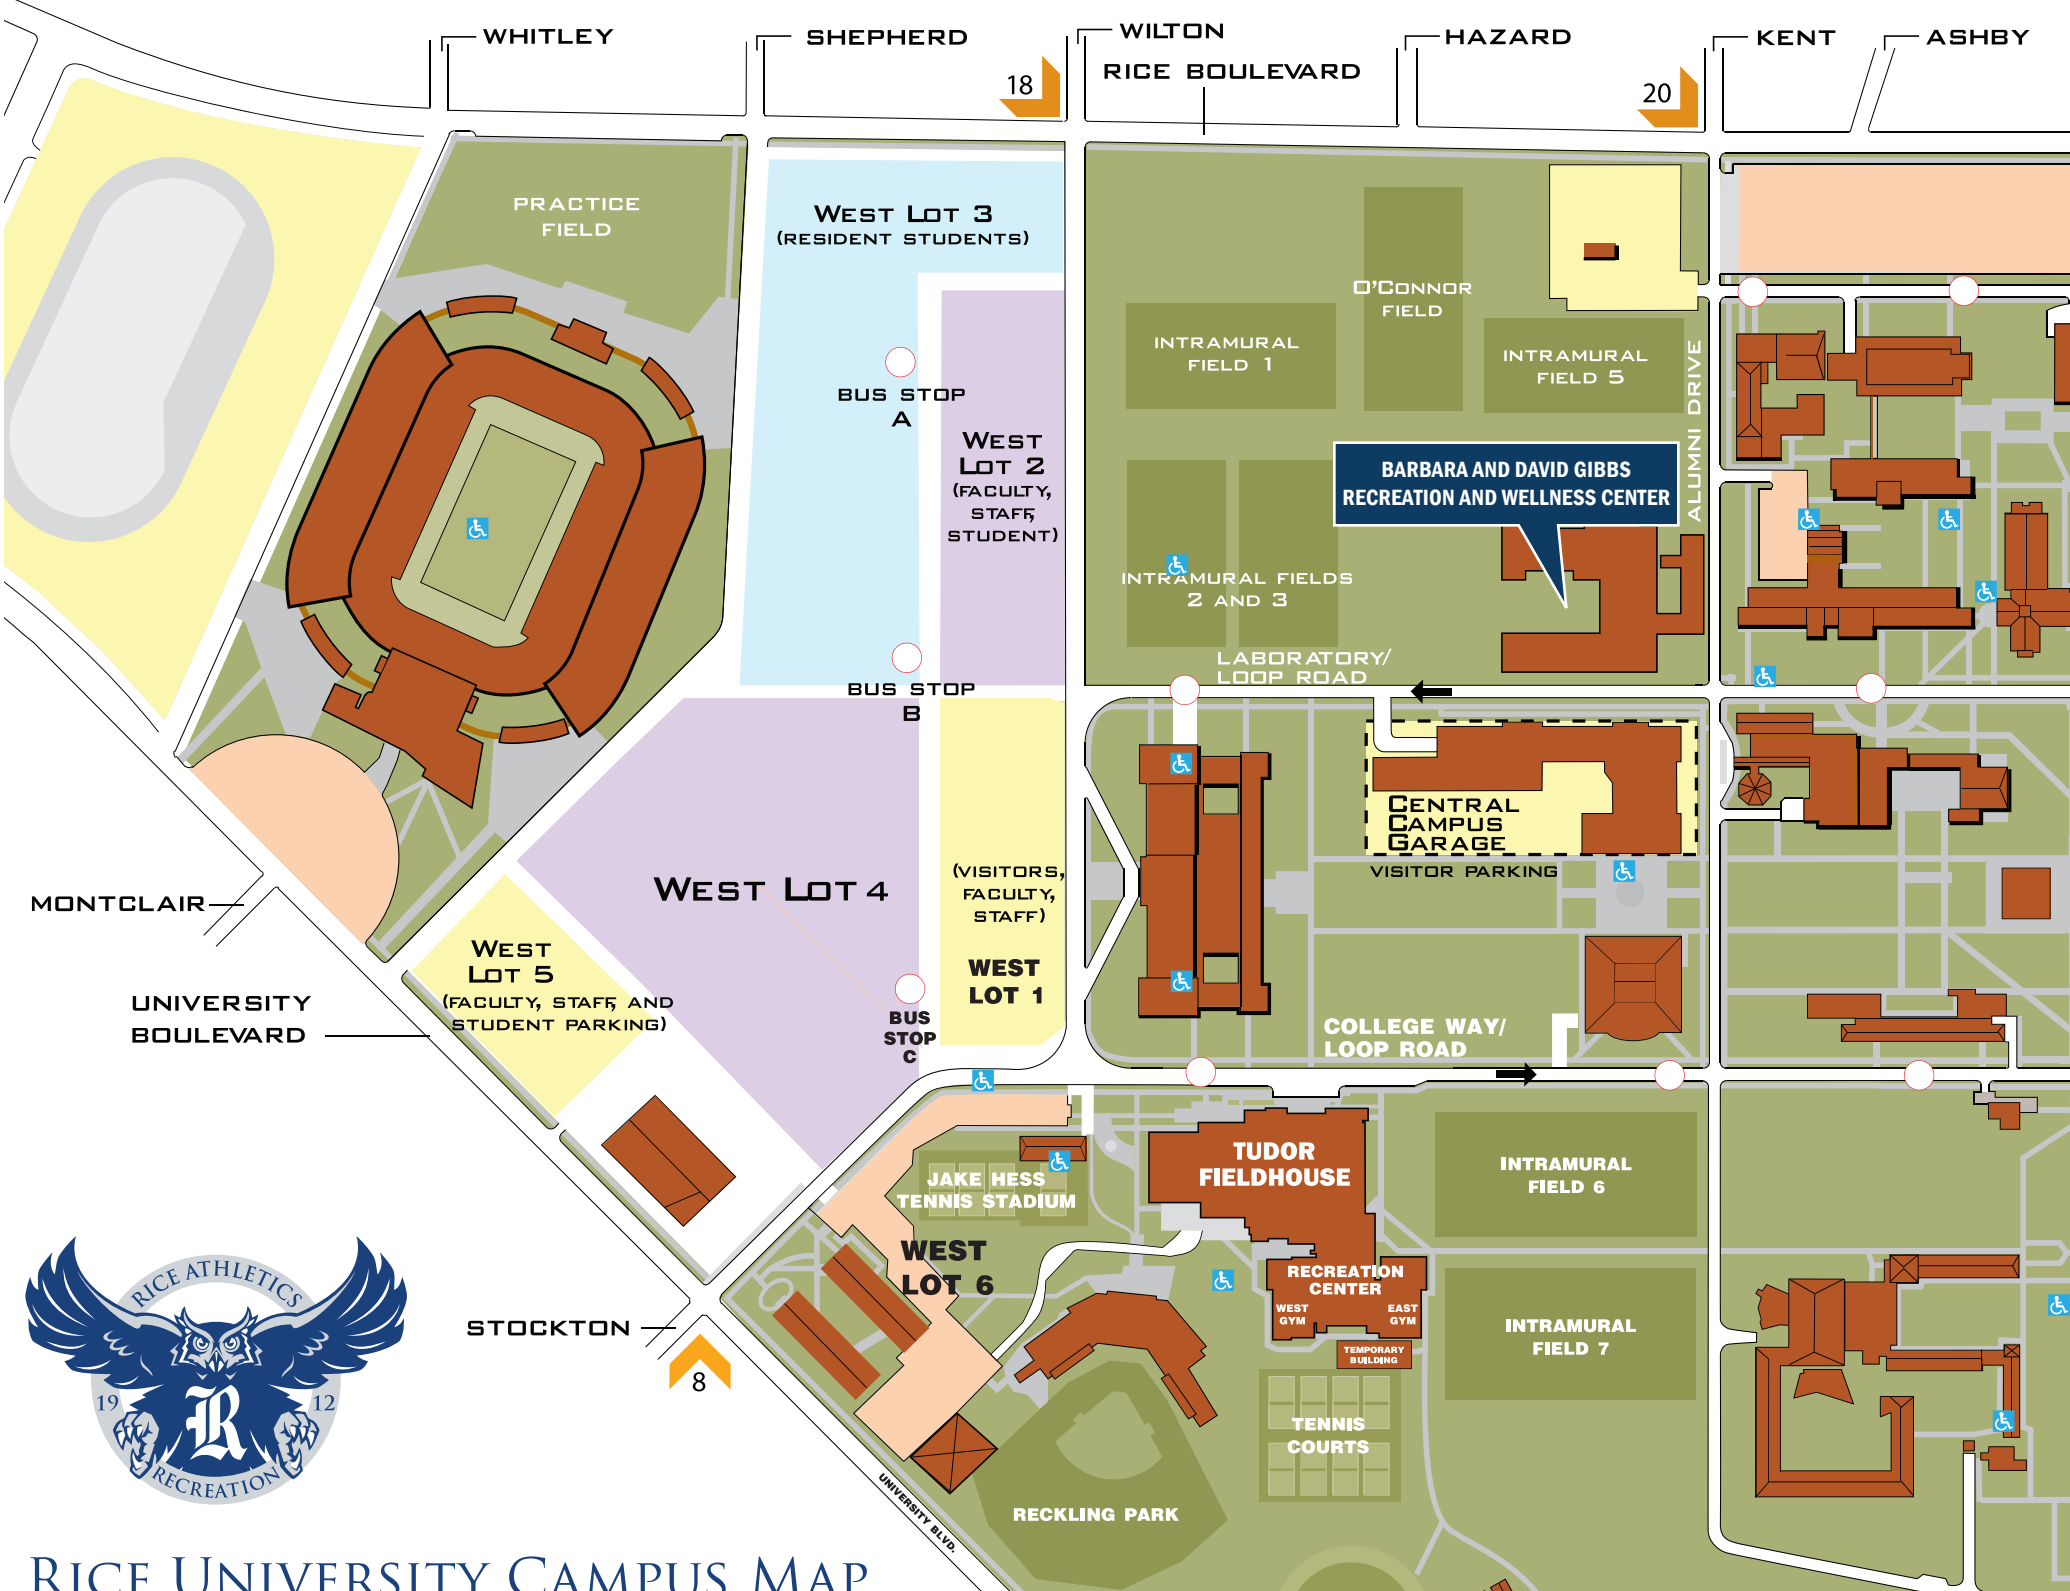 WHITLEY
SHEPHERD
WILTON
HAZARD
KENT
ASHBY
RICE BOULEVARD
18
20
PRACTICE
FIELD
WEST LOT 3
(RESIDENT STUDENTS)
O'CONNOR
FIELD
INTRAMURAL
FIELD 1
INTRAMURAL
FIELD 5
ALUMNI DRIVE
BUS STOP
A
WEST
LOT 2
(FACULTY,
STAFF,
STUDENT)
BARBARA AND DAVID GIBBS
RECREATION AND WELLNESS CENTER
INTRAMURAL FIELDS
2 AND 3
LABORATORY/
LOOP ROAD
BUS STOP
B
CENTRAL
CAMPUS
GARAGE
VISITOR PARKING
WEST LOT 4
(VISITORS,
FACULTY,
STAFF)
WEST
LOT 1
MONTCLAIR
WEST
LOT 5
(FACULTY, STAFF, AND
STUDENT PARKING)
UNIVERSITY
BOULEVARD
BUS
STOP
C
COLLEGE WAY/
LOOP ROAD
TUDOR
FIELDHOUSE
INTRAMURAL
FIELD 6
JAKE HESS
TENNIS STADIUM
WEST
LOT 6
RECREATION
CENTER
WEST
GYM
EAST
GYM
TEMPORARY
BUILDING
INTRAMURAL
FIELD 7
STOCKTON
8
TENNIS
COURTS
RECKLING PARK
UNIVERSITY BLVD.
RICE ATHLETICS
19
12
R
RECREATION
RICE UNIVERSITY CAMPUS MAP